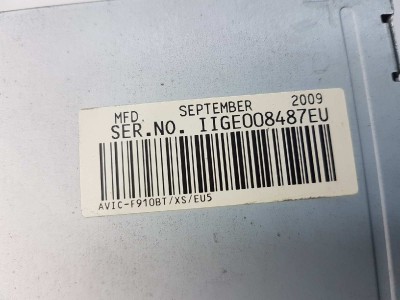 MFD. SEPTEMBER 2009
SER.NO. IIGE008487EU
AVIC-F910BT/XS/EU5